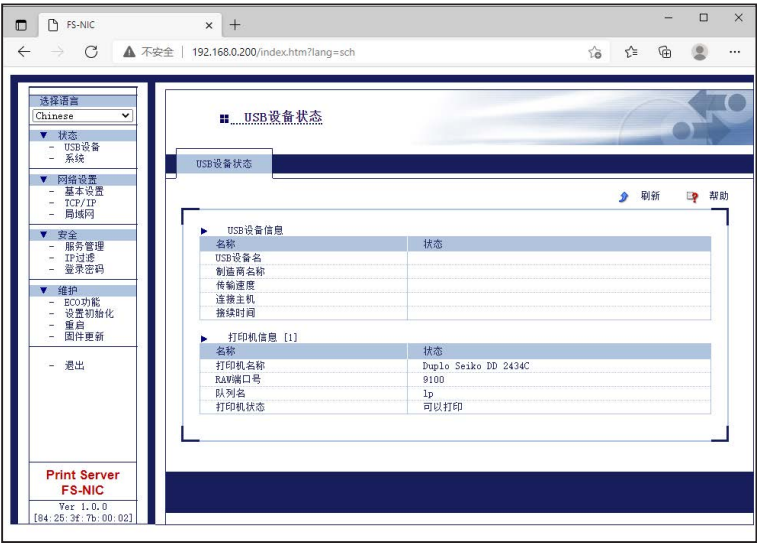 FS-NIC
不安全 | 192.168.0.200/index.htm?lang=sch
选择语言
Chinese
▼ 状态
- USB设备
- 系统
▼ 网络设置
- 基本设置
- TCP/IP
- 局域网
▼ 安全
- 服务管理
- IP过滤
- 登录密码
▼ 维护
- ECO功能
- 设置初始化
- 重启
- 固件更新
- 退出
Print Server
FS-NIC
Ver 1.0.0
[84:25:3f:7b:00:02]
USB设备状态
USB设备状态
刷新 帮助
USB设备信息
名称 状态
USB设备名
制造商名称
传输速度
连接主机
接续时间
打印机信息 [1]
名称 状态
打印机名称 Duplo Seiko DD 2434C
RAW端口号 9100
队列名 lp
打印机状态 可以打印